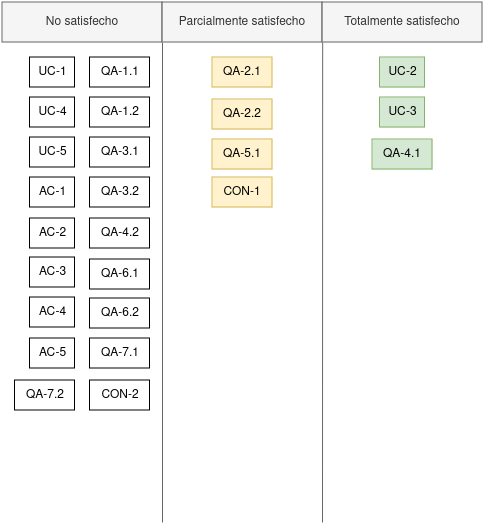 No satisfecho
Parcialmente satisfecho
Totalmente satisfecho
UC-1
QA-1.1
QA-2.1
UC-2
UC-4
QA-1.2
QA-2.2
UC-3
UC-5
QA-3.1
QA-5.1
QA-4.1
AC-1
QA-3.2
CON-1
AC-2
QA-4.2
AC-3
QA-6.1
AC-4
QA-6.2
AC-5
QA-7.1
QA-7.2
CON-2